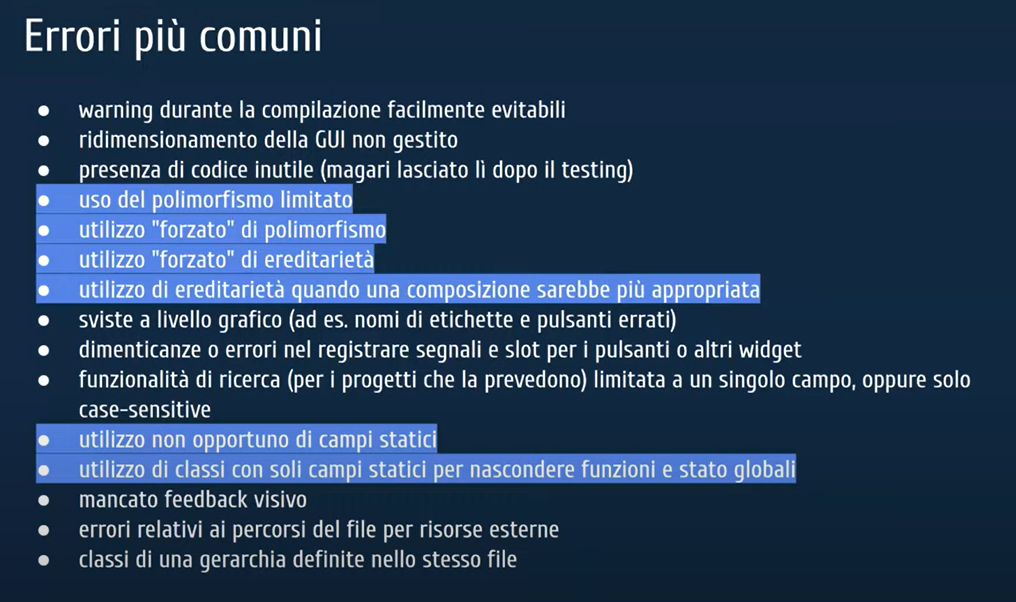 Errori più comuni
● warning durante la compilazione facilmente evitabili
● ridimensionamento della GUI non gestito
● presenza di codice inutile (magari lasciato lì dopo il testing)
● uso del polimorfismo limitato
● utilizzo "forzato" di polimorfismo
● utilizzo "forzato" di ereditarietà
● utilizzo di ereditarietà quando una composizione sarebbe più appropriata
● sviste a livello grafico (ad es. nomi di etichette e pulsanti errati)
● dimenticanze o errori nel registrare segnali e slot per i pulsanti o altri widget
● funzionalità di ricerca (per i progetti che la prevedono) limitata a un singolo campo, oppure solo
case-sensitive
● utilizzo non opportuno di campi statici
● utilizzo di classi con soli campi statici per nascondere funzioni e stato globali
● mancato feedback visivo
● errori relativi ai percorsi del file per risorse esterne
● classi di una gerarchia definite nello stesso file